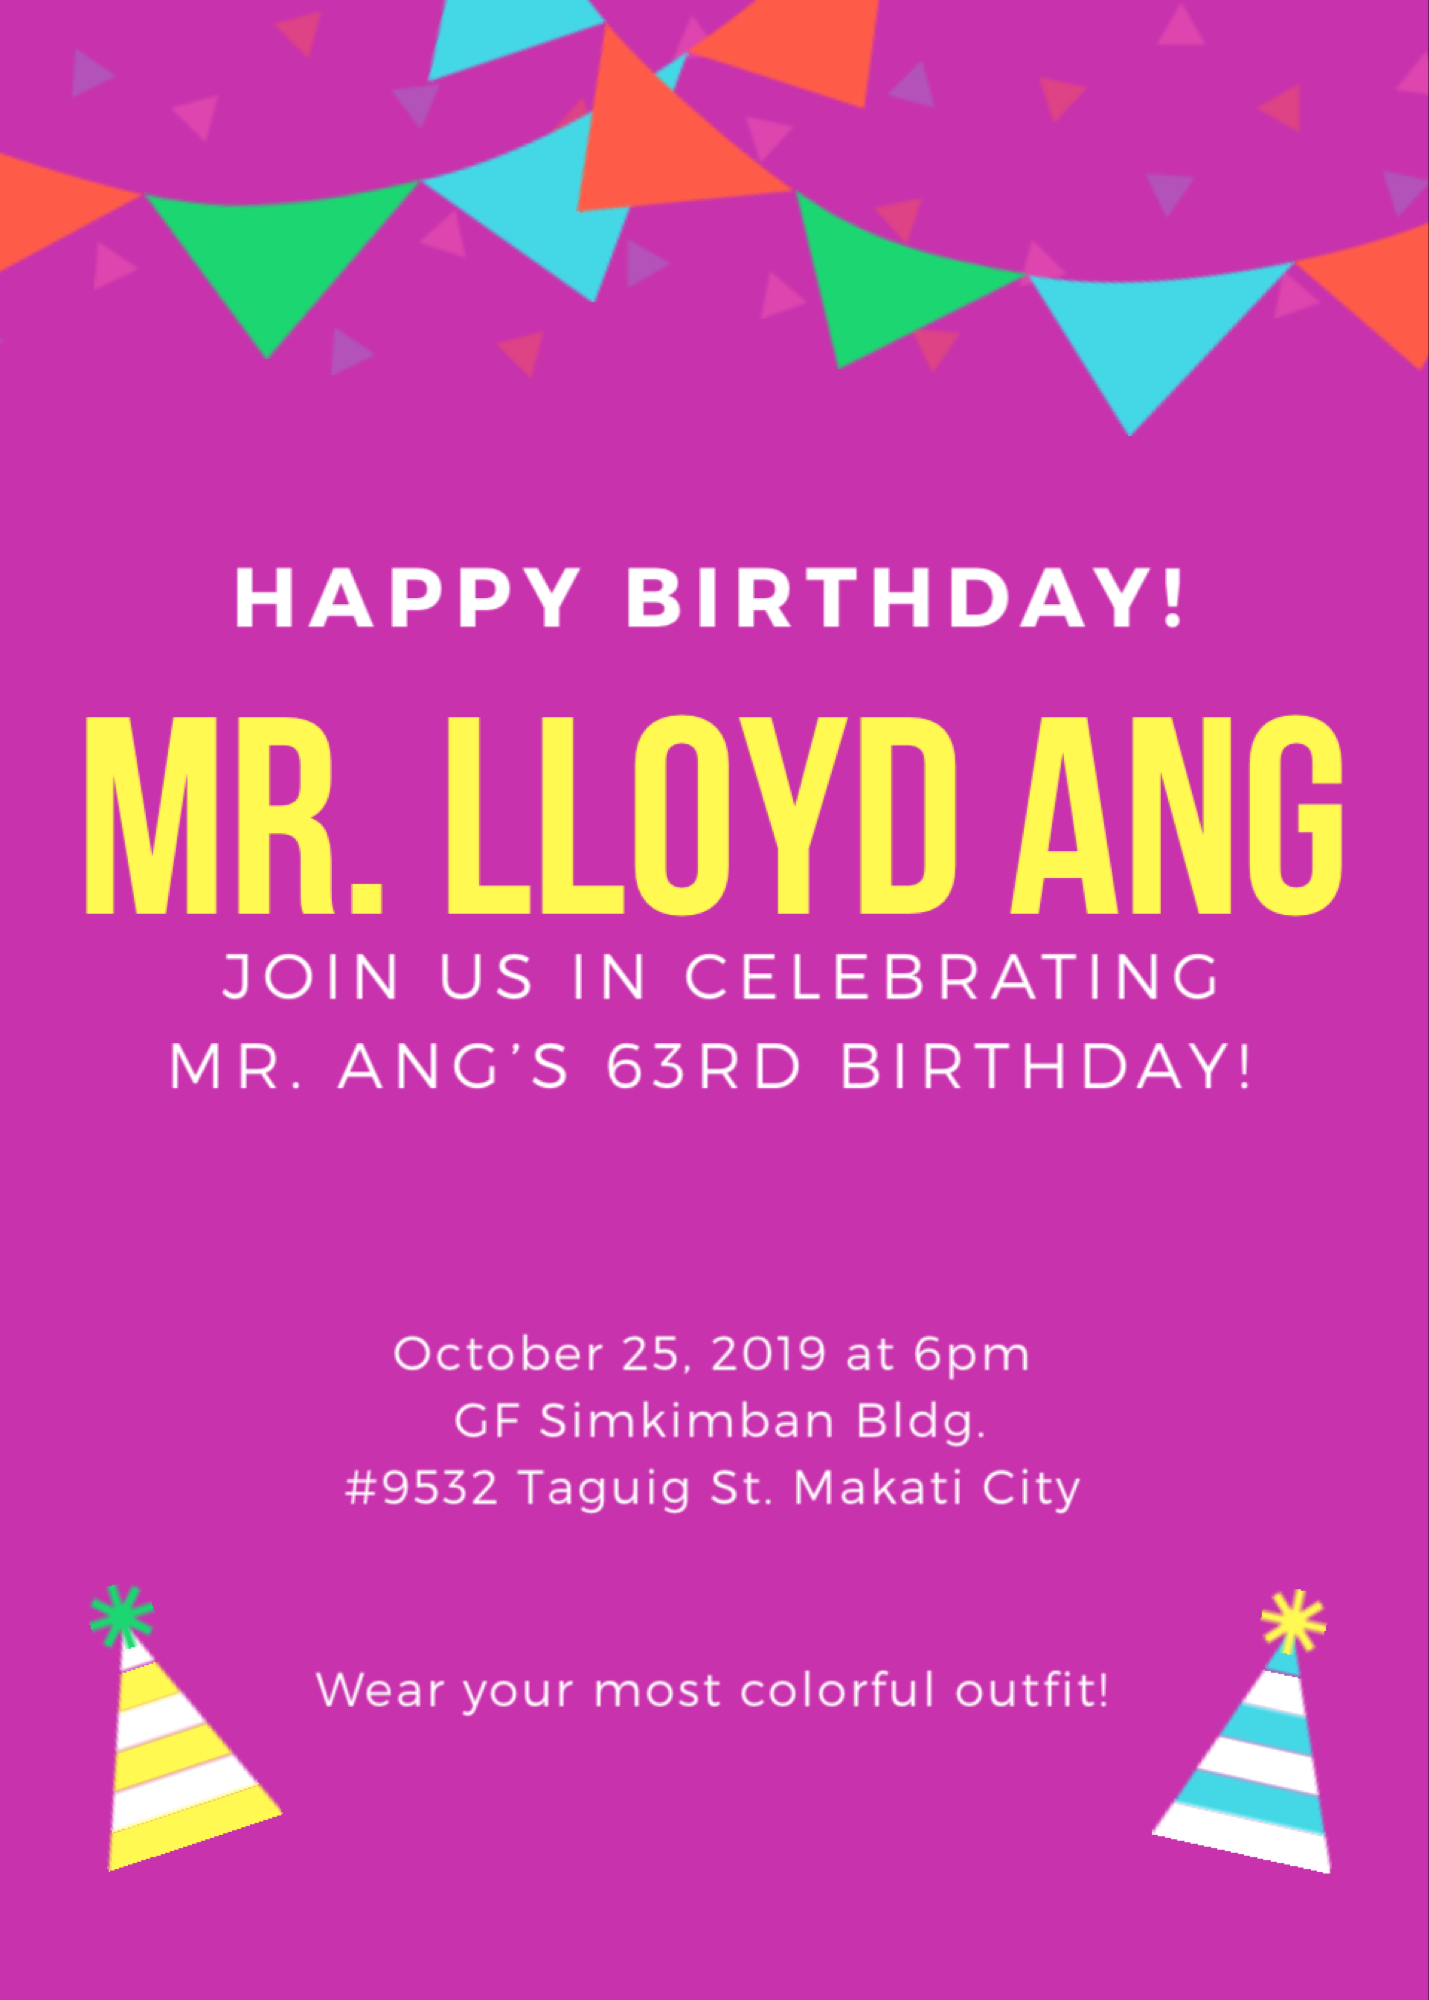 HAPPY BIRTHDAY!
MR. LLOYD ANG
JOIN US IN CELEBRATING
MR. ANG’S 63RD BIRTHDAY!
October 25, 2019 at 6pm
GF Simkimban Bldg.
#9532 Taguig St. Makati City
Wear your most colorful outfit!